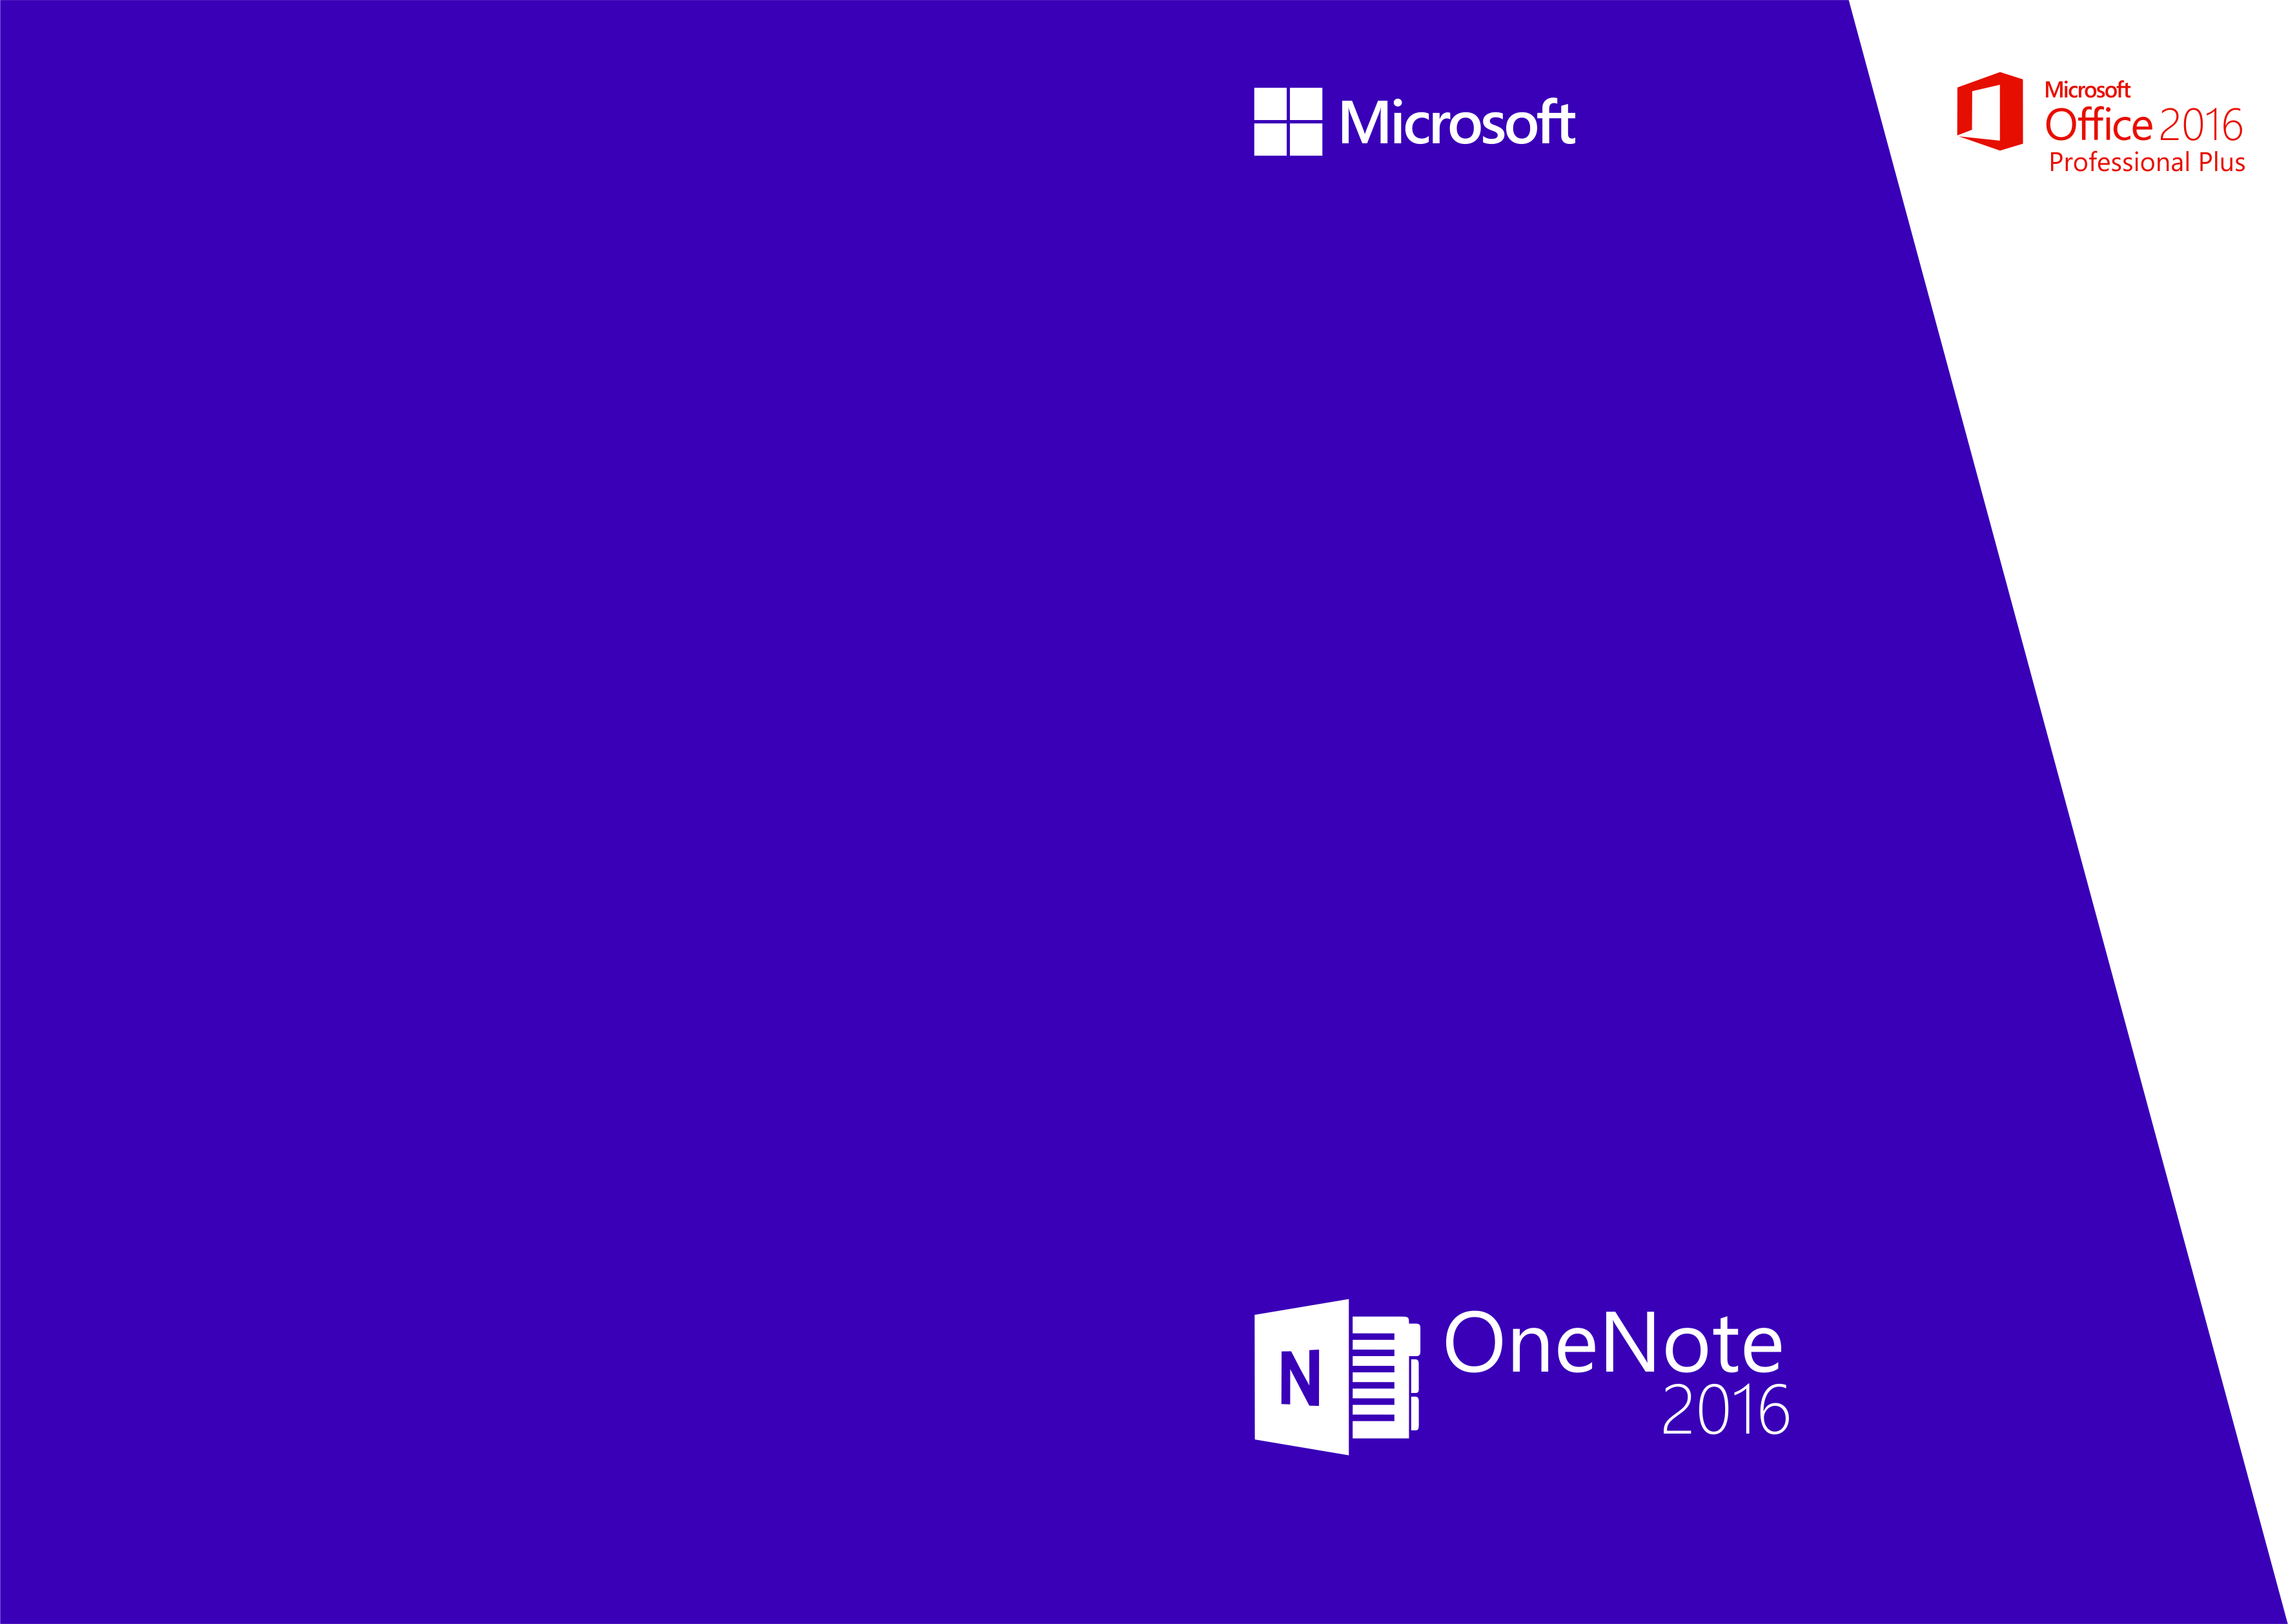 Microsoft
Microsoft
Office 2016
Professional Plus
N
OneNote
2016